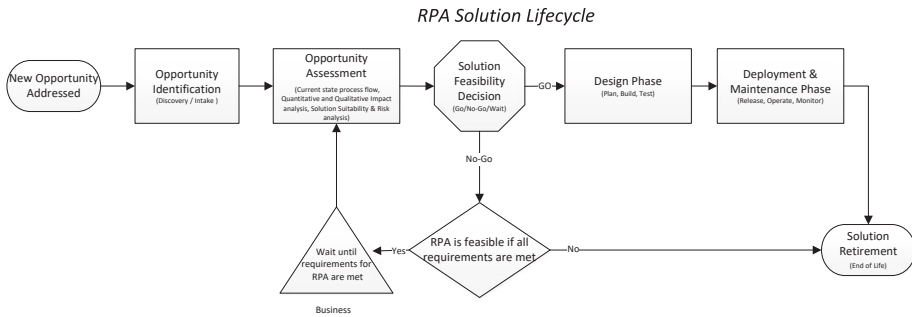 RPA Solution Lifecycle
New Opportunity
Addressed
Opportunity
Identification
(Discovery / Intake )
Opportunity
Assessment
(Current state process flow,
Quantitative and Qualitative Impact
analysis, Solution Suitability & Risk
analysis)
Solution
Feasibility
Decision
(Go/No-Go/Wait)
GO
Design Phase
(Plan, Build, Test)
Deployment &
Maintenance Phase
(Release, Operate, Monitor)
No-Go
RPA is feasible if all
requirements are met
Yes
No
Wait until
requirements for
RPA are met
Business
Solution
Retirement
(End of Life)